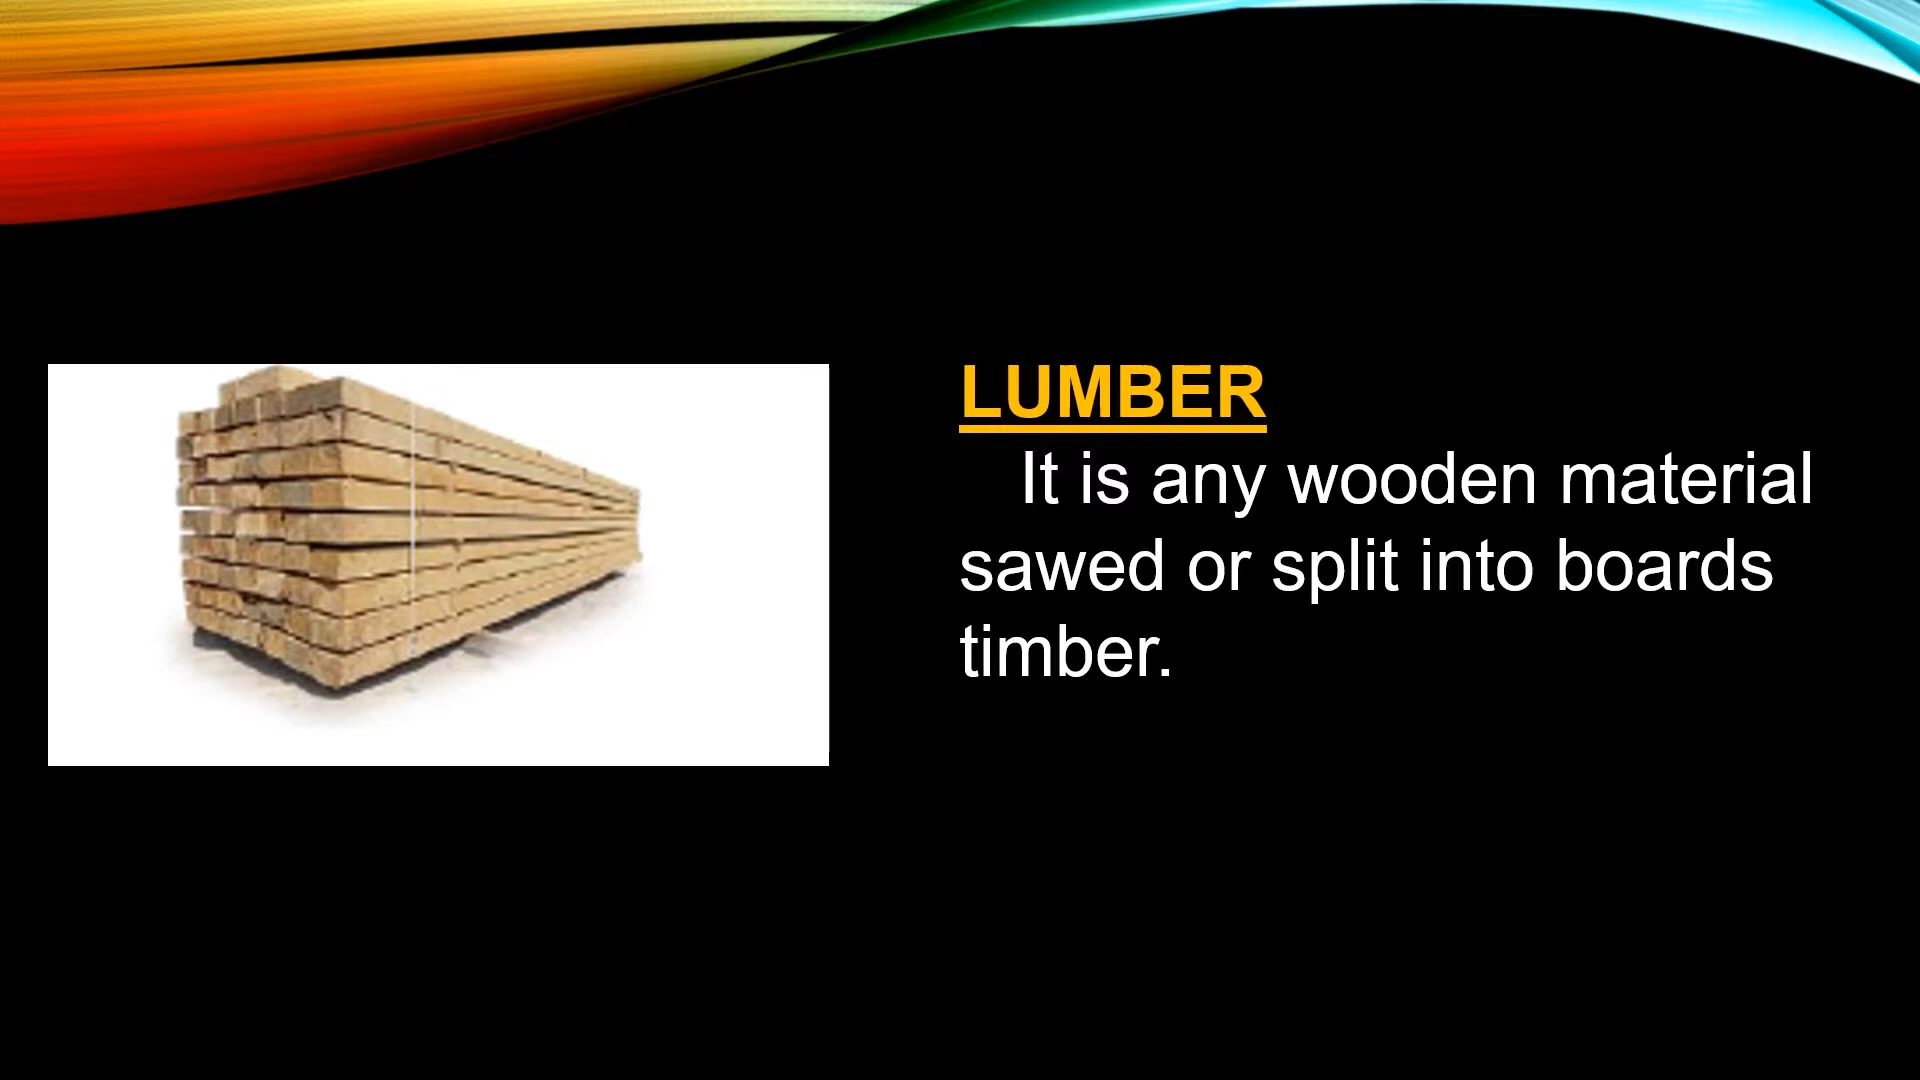 LUMBER
It is any wooden material
sawed or split into boards
timber.